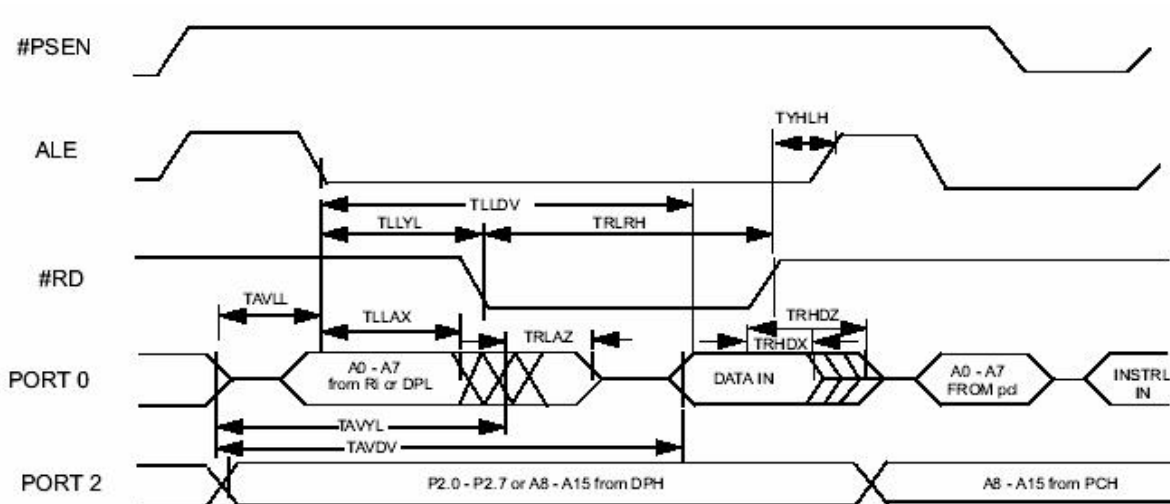 #PSEN
TYHLH
ALE
TLLDV
TLLYL
TRLRH
#RD
TAVLL
TLLAX
TRLAZ
TRHDZ
TRHDX
PORT 0
A0 - A7
from Ri or DPL
DATA IN
A0 - A7
FROM pcl
INSTRL
IN
TAVYL
TAVDV
PORT 2
P2.0 - P2.7 or A8 - A15 from DPH
A8 - A15 from PCH